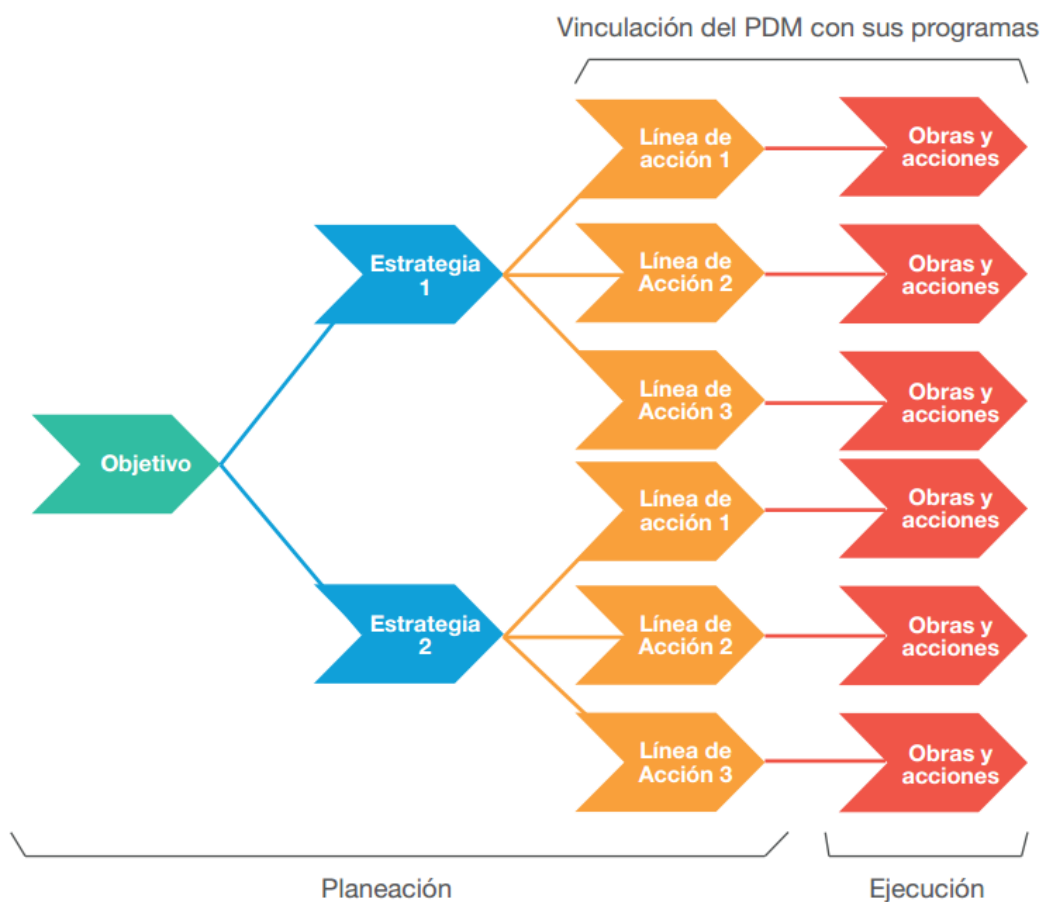 Vinculación del PDM con sus programas
Línea de
acción 1
Obras y
acciones
Estrategia
1
Línea de
Acción 2
Obras y
acciones
Línea de
Acción 3
Obras y
acciones
Objetivo
Línea de
acción 1
Obras y
acciones
Estrategia
2
Línea de
Acción 2
Obras y
acciones
Línea de
Acción 3
Obras y
acciones
Planeación
Ejecución